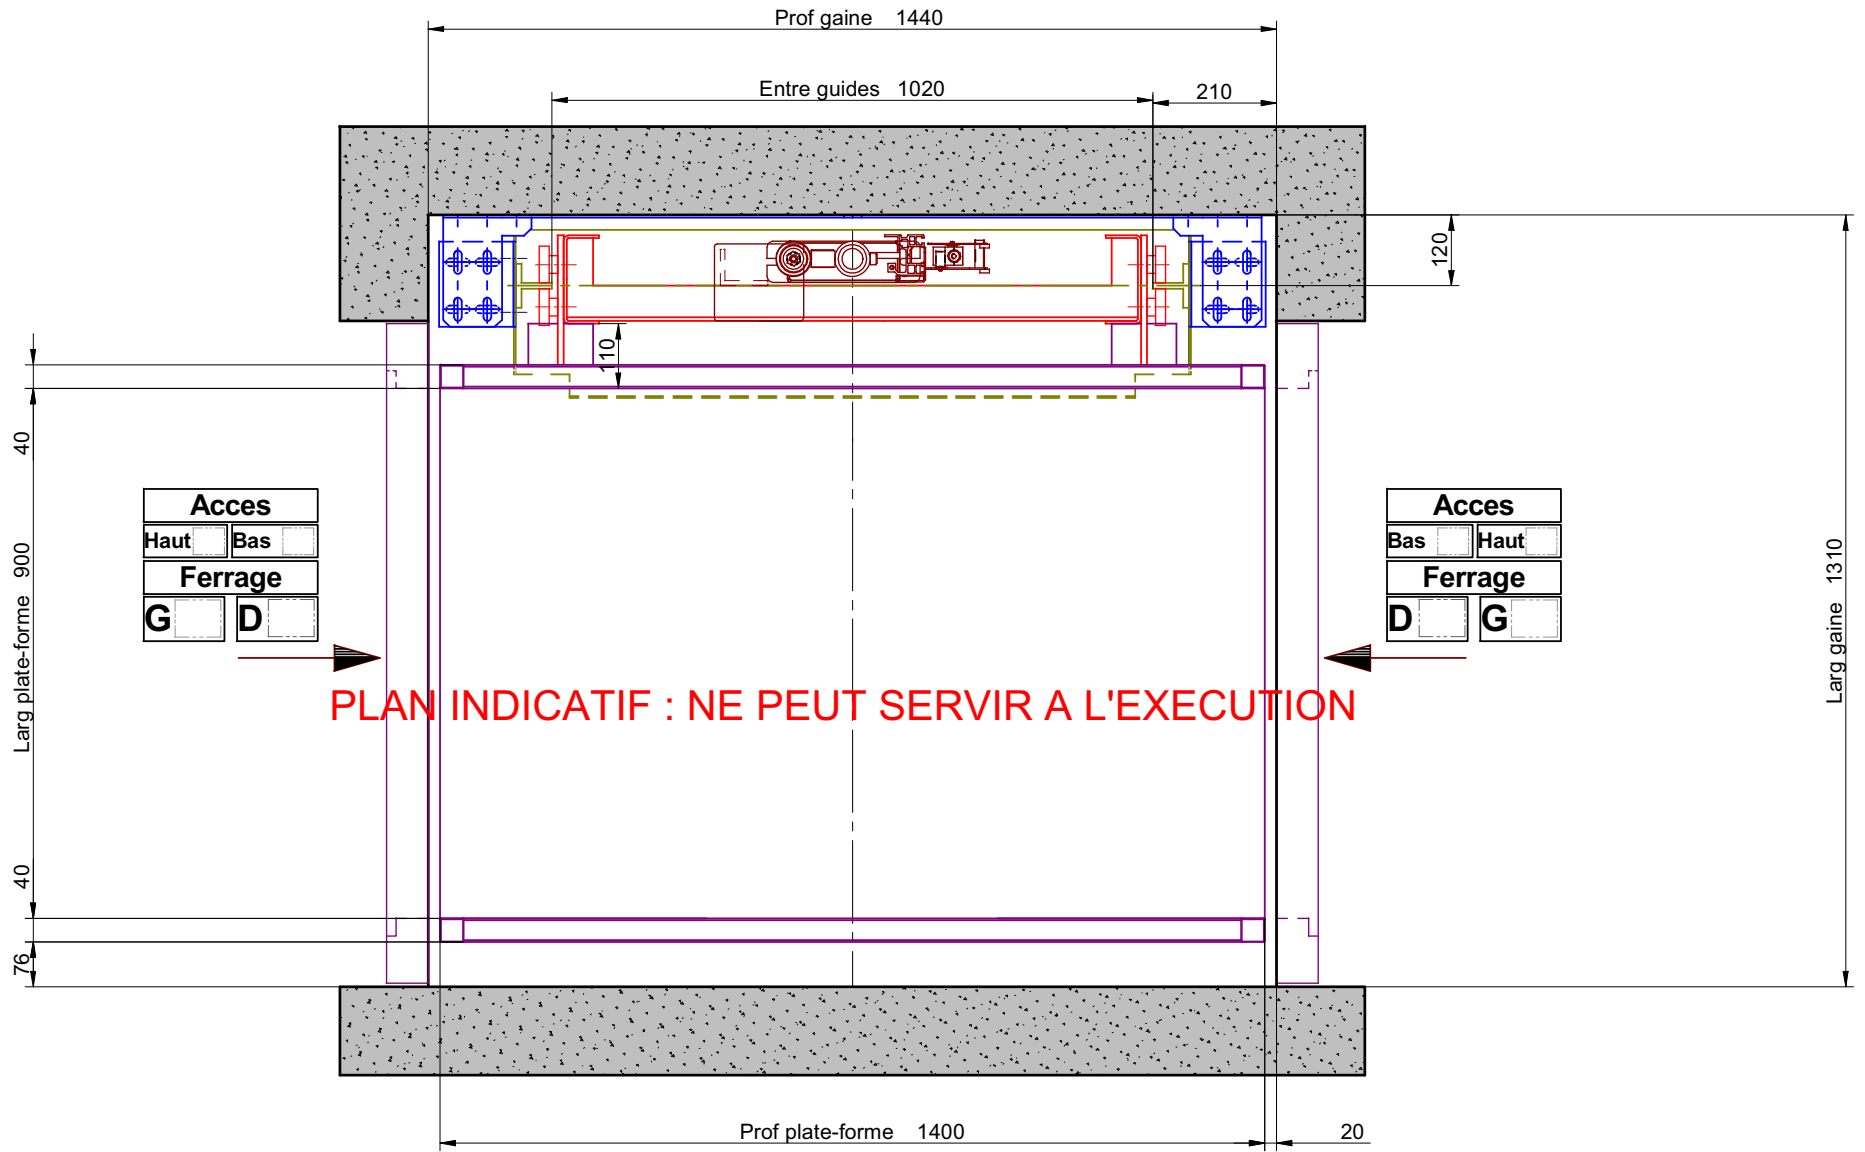 Prof gaine 1440
Entre guides 1020
210
120
110
40
Larg plate-forme 900
40
76
Larg gaine 1310
Acces
Haut Bas
Ferrage
G D
Acces
Bas Haut
Ferrage
D G
PLAN INDICATIF : NE PEUT SERVIR A L'EXECUTION
Prof plate-forme 1400
20